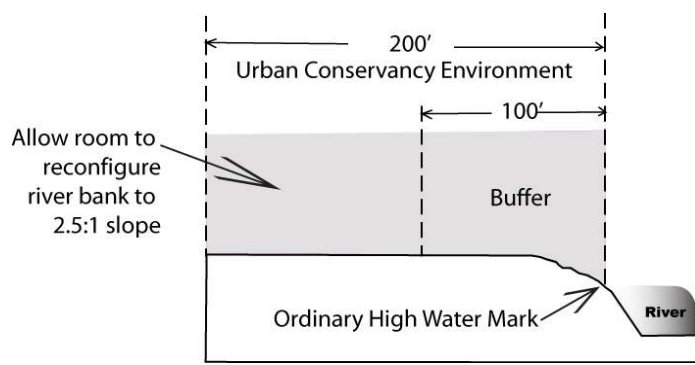 200’
Urban Conservancy Environment
100’
Allow room to
reconfigure
river bank to
2.5:1 slope
Buffer
Ordinary High Water Mark
River